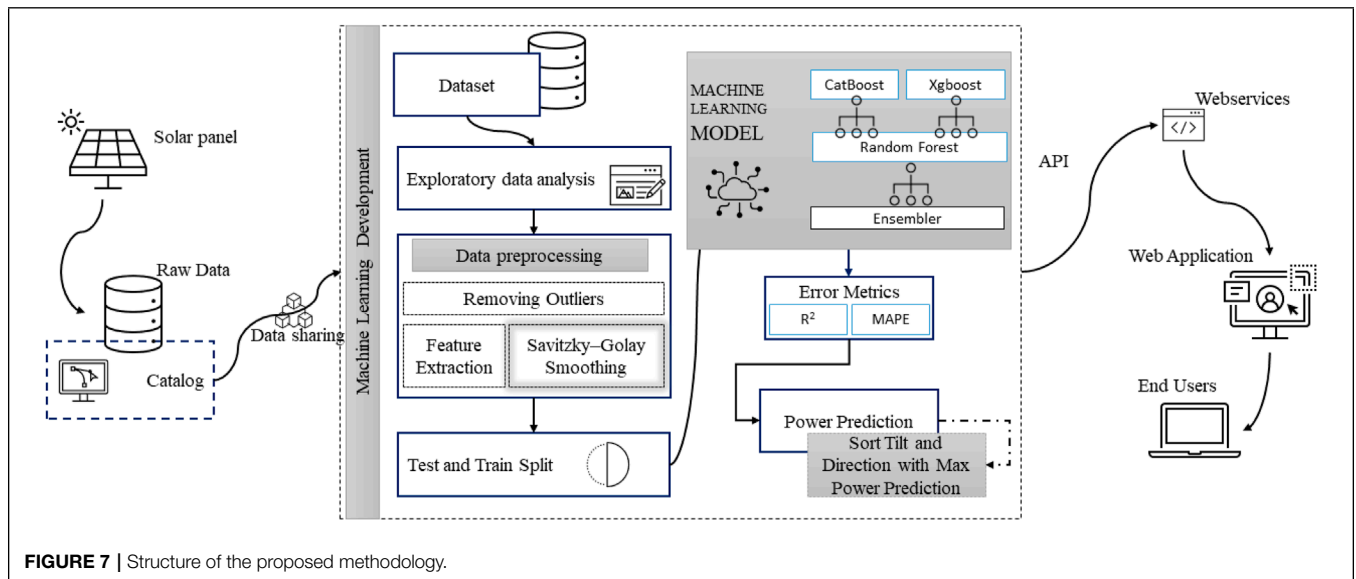 Solar panel
Raw Data
Catalog
Data sharing
Machine Learning Development
Dataset
Exploratory data analysis
Data preprocessing
Removing Outliers
Feature
Extraction
Savitzky–Golay
Smoothing
Test and Train Split
MACHINE
LEARNING
MODEL
CatBoost
Xgboost
Random Forest
Ensembler
Error Metrics
R²
MAPE
Power Prediction
Sort Tilt and
Direction with Max
Power Prediction
API
Webservices
</>
Web Application
End Users
FIGURE 7 | Structure of the proposed methodology.